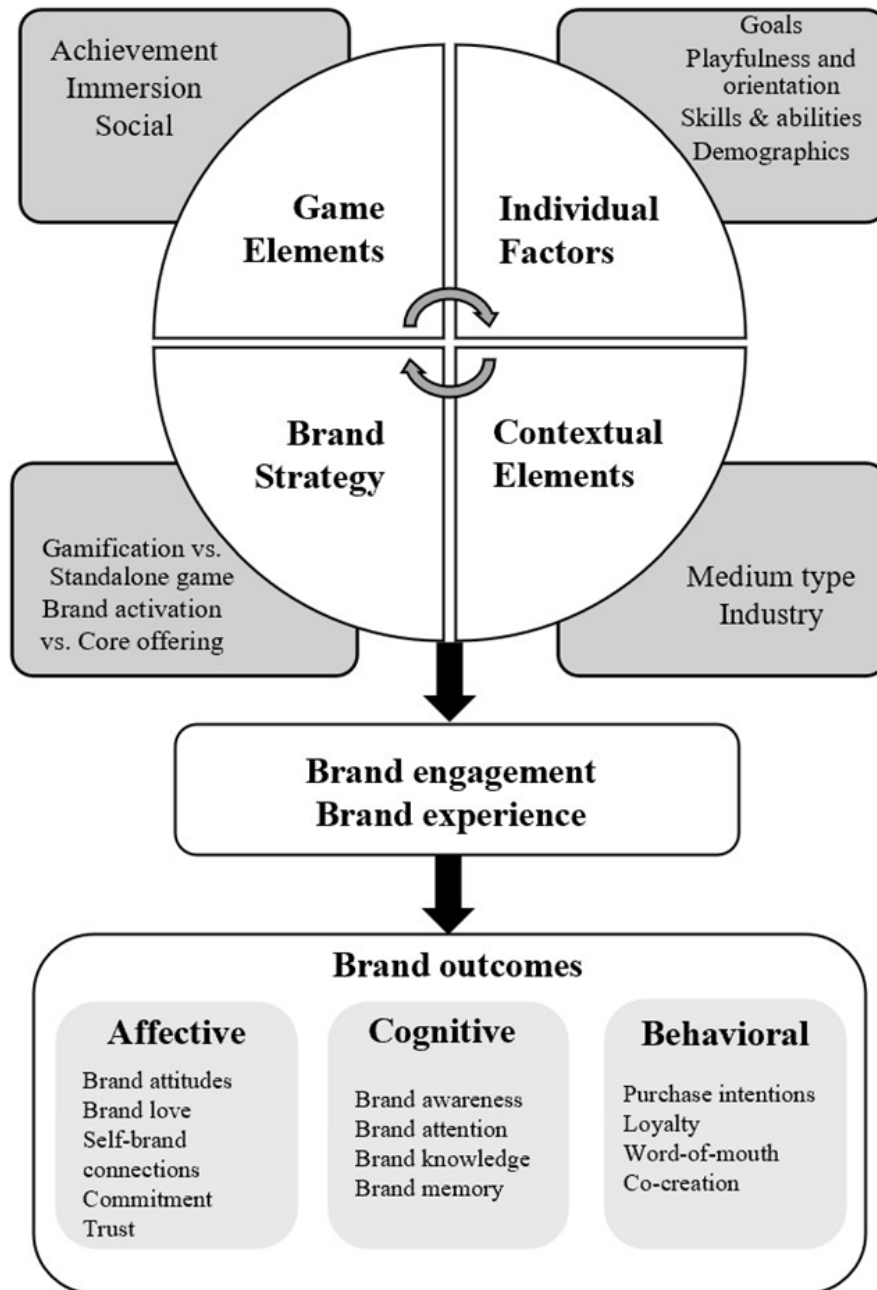 Achievement
Immersion
Social
Goals
Playfulness and
orientation
Skills & abilities
Demographics
Game
Elements
Individual
Factors
Brand
Strategy
Contextual
Elements
Gamification vs.
Standalone game
Brand activation
vs. Core offering
Medium type
Industry
Brand engagement
Brand experience
Brand outcomes
Affective
Brand attitudes
Brand love
Self-brand
connections
Commitment
Trust
Cognitive
Brand awareness
Brand attention
Brand knowledge
Brand memory
Behavioral
Purchase intentions
Loyalty
Word-of-mouth
Co-creation